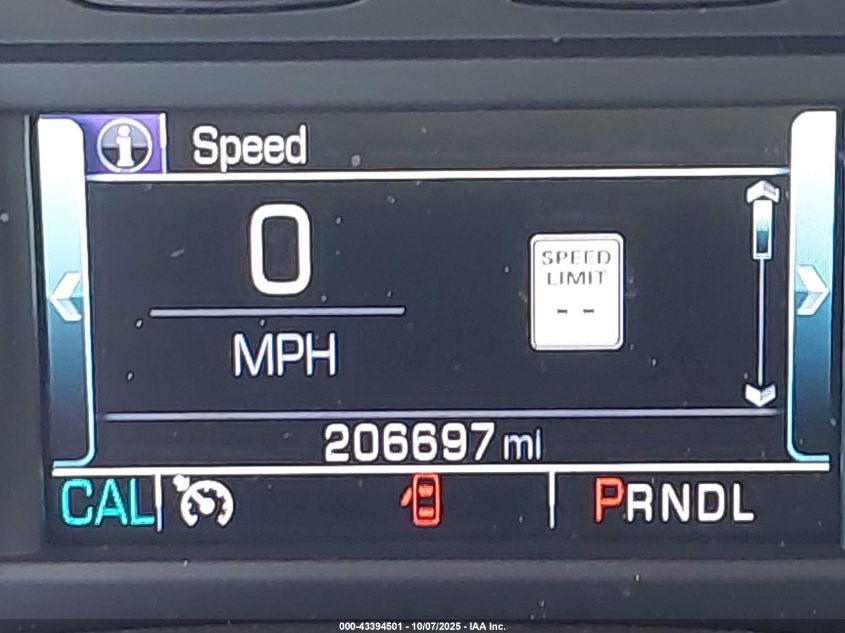 i Speed
0
MPH
SPEED
LIMIT
- -
206697 mi
CAL PRNDL
000-43394501 - 10/07/2025 - IAA Inc.